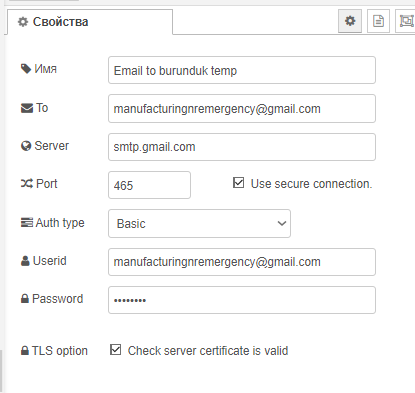 Свойства
Имя Email to burunduk temp
To manufacturingnremergency@gmail.com
Server smtp.gmail.com
Port 465 Use secure connection.
Auth type Basic
Userid manufacturingnremergency@gmail.com
Password ••••••••
TLS option Check server certificate is valid